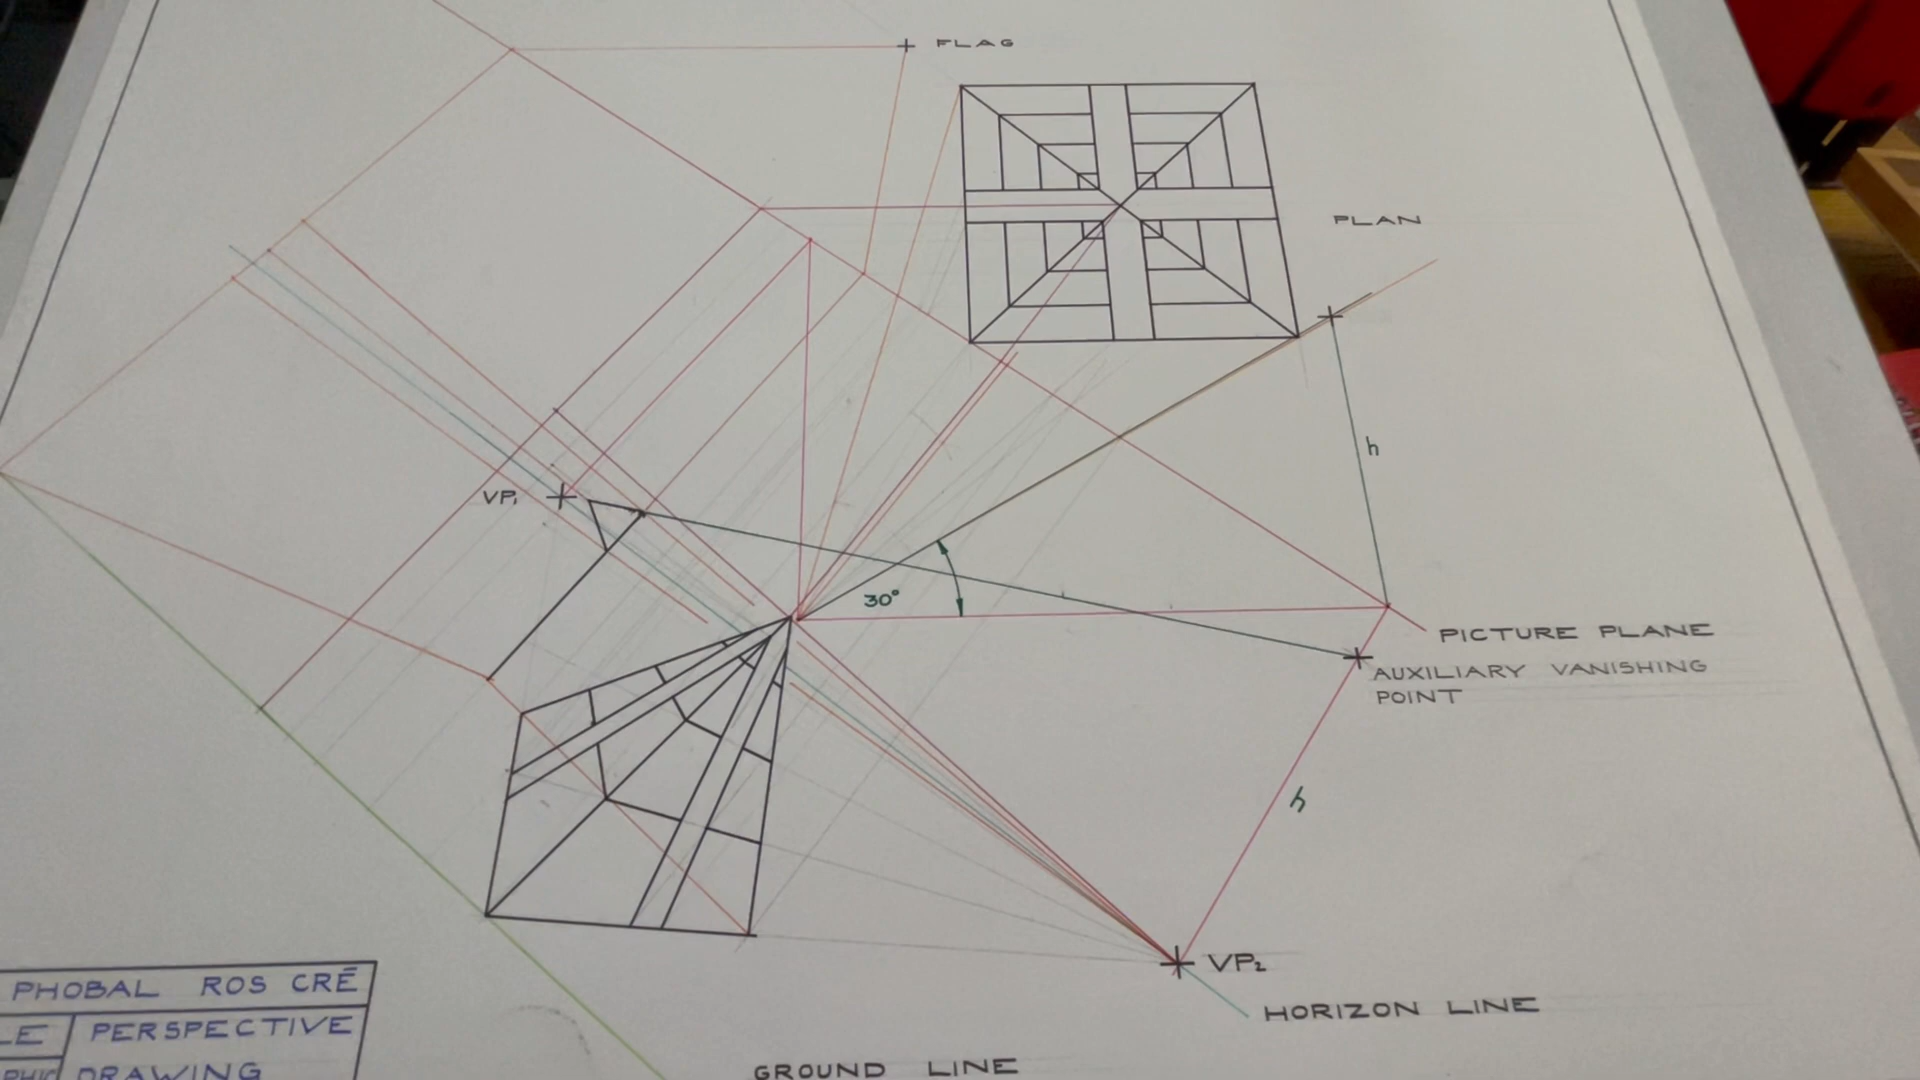 FLAG
PLAN
h
VP₁
30°
PICTURE PLANE
AUXILIARY VANISHING
POINT
h
VP₂
HORIZON LINE
GROUND LINE
PHOBAL ROS CRÉ
PERSPECTIVE
DRAWING